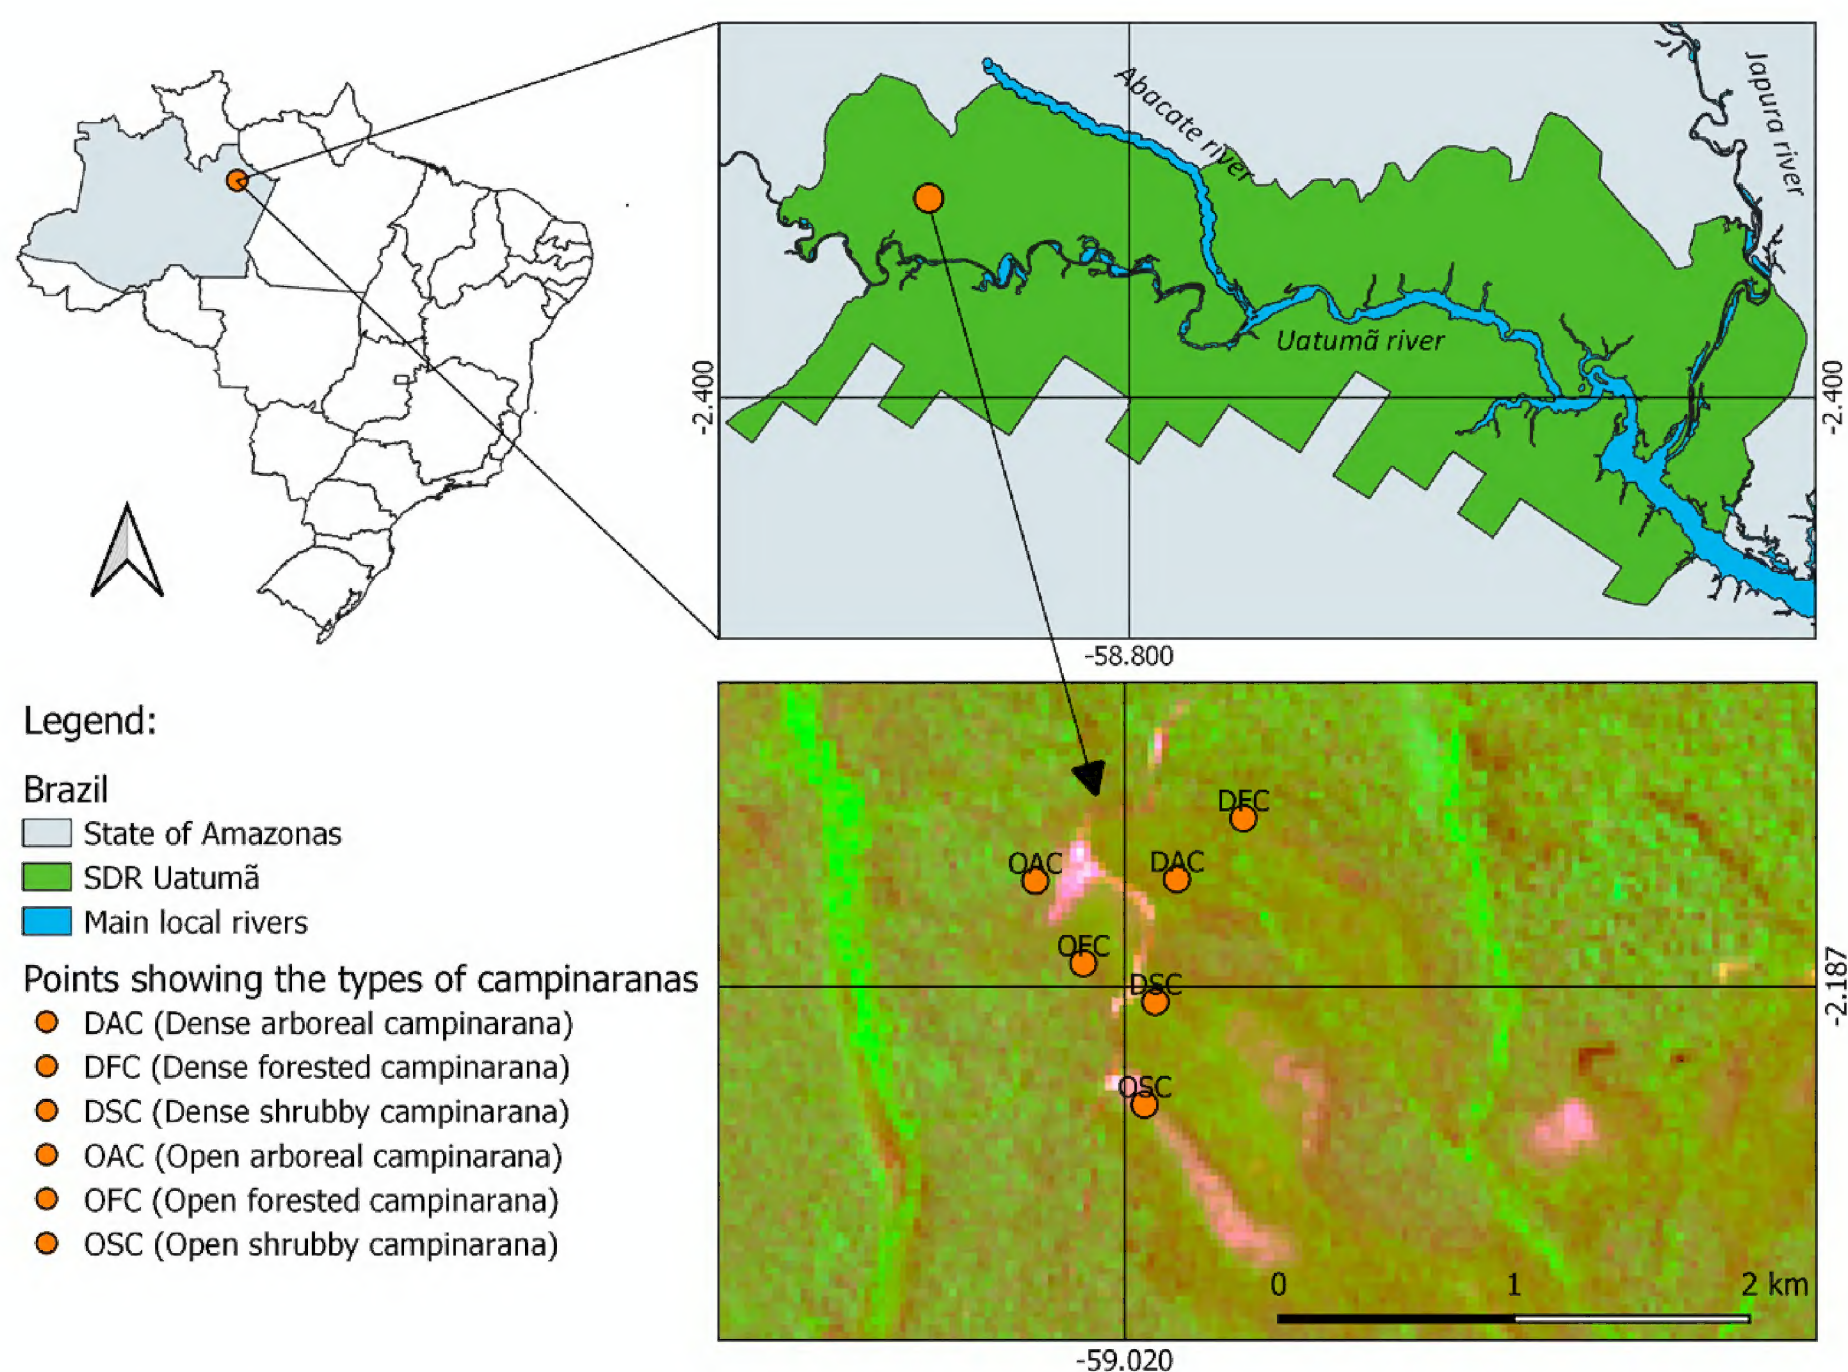 Abacate river
Japura river
Uatumã river
-2.400
-2.400
-58.800
Legend:
Brazil
State of Amazonas
SDR Uatumã
Main local rivers
Points showing the types of campinaranas
DAC (Dense arboreal campinarana)
DFC (Dense forested campinarana)
DSC (Dense shrubby campinarana)
OAC (Open arboreal campinarana)
OFC (Open forested campinarana)
OSC (Open shrubby campinarana)
DFC
OAC
DAC
OFC
DSC
OSC
-2.187
0 1 2 km
-59.020